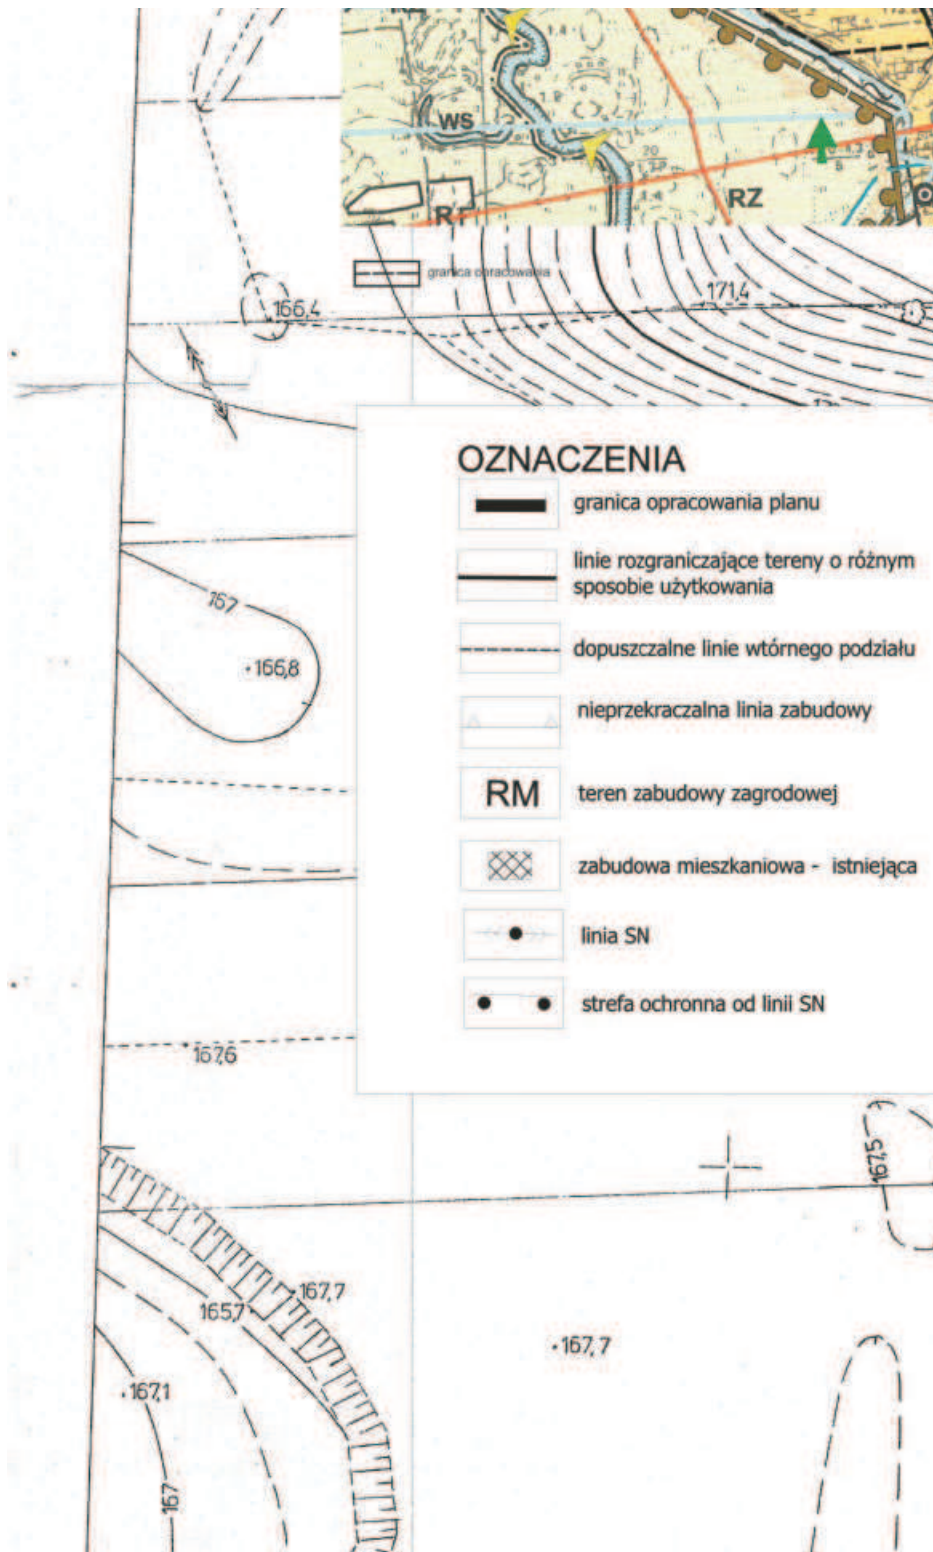 WS
20
RZ
R
granica opracowania
166,4
171,4
OZNACZENIA
granica opracowania planu
linie rozgraniczające tereny o różnym
sposobie użytkowania
167
dopuszczalne linie wtórnego podziału
166,8
nieprzekraczalna linia zabudowy
RM
teren zabudowy zagrodowej
zabudowa mieszkaniowa - istniejąca
linia SN
strefa ochronna od linii SN
167,6
167,5
167,7
165,7
167,7
167,1
167